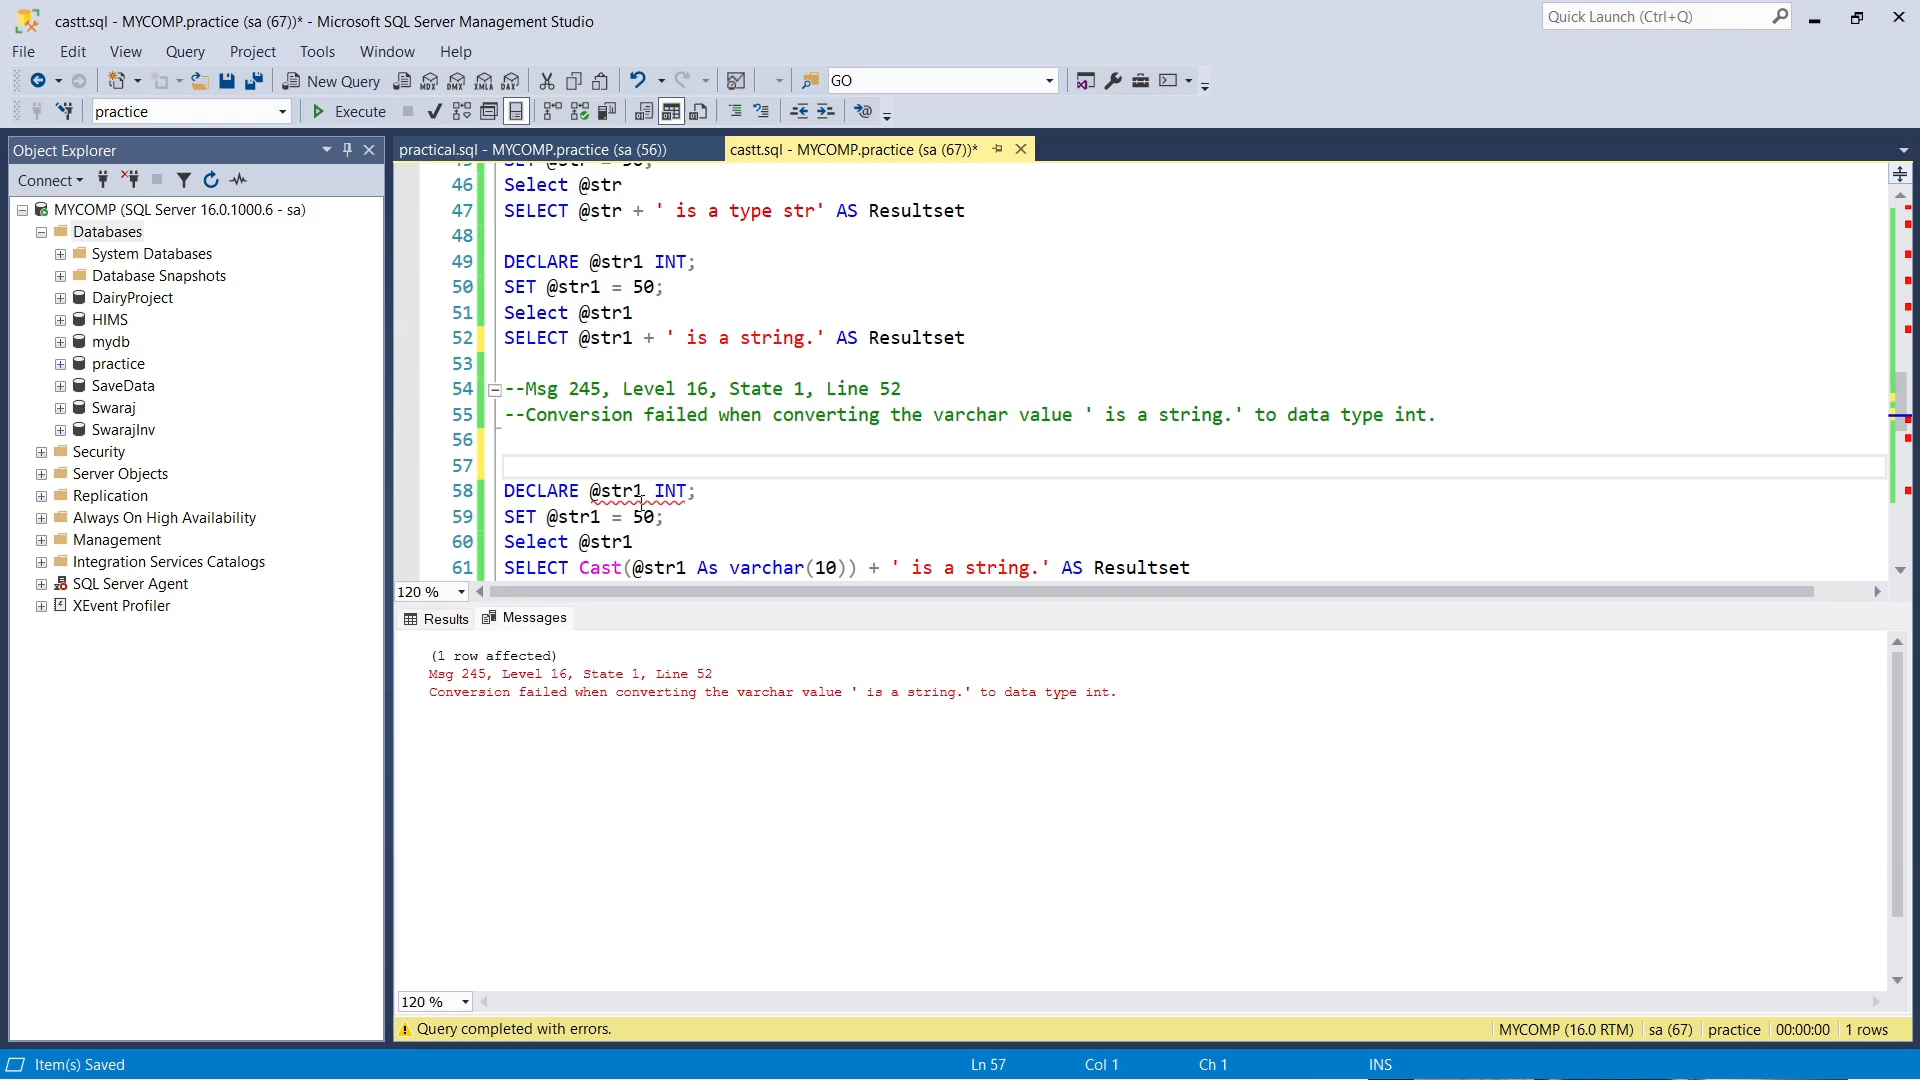 castt.sql - MYCOMP.practice (sa (67))* - Microsoft SQL Server Management Studio
Quick Launch (Ctrl+Q)
File Edit View Query Project Tools Window Help
New Query
MDX DMX XMLA DAX
GO
practice
Execute
Object Explorer
practical.sql - MYCOMP.practice (sa (56))
castt.sql - MYCOMP.practice (sa (67))*
Connect
MYCOMP (SQL Server 16.0.1000.6 - sa)
Databases
System Databases
Database Snapshots
DairyProject
HIMS
mydb
practice
SaveData
Swaraj
SwarajInv
Security
Server Objects
Replication
Always On High Availability
Management
Integration Services Catalogs
SQL Server Agent
XEvent Profiler
46 Select @str
47 SELECT @str + ' is a type str' AS Resultset
48
49 DECLARE @str1 INT;
50 SET @str1 = 50;
51 Select @str1
52 SELECT @str1 + ' is a string.' AS Resultset
53
54 --Msg 245, Level 16, State 1, Line 52
55 --Conversion failed when converting the varchar value ' is a string.' to data type int.
56
57
58 DECLARE @str1 INT;
59 SET @str1 = 50;
60 Select @str1
61 SELECT Cast(@str1 As varchar(10)) + ' is a string.' AS Resultset
120 %
Results Messages
(1 row affected)
Msg 245, Level 16, State 1, Line 52
Conversion failed when converting the varchar value ' is a string.' to data type int.
120 %
Query completed with errors.
MYCOMP (16.0 RTM) sa (67) practice 00:00:00 1 rows
Item(s) Saved
Ln 57 Col 1 Ch 1 INS